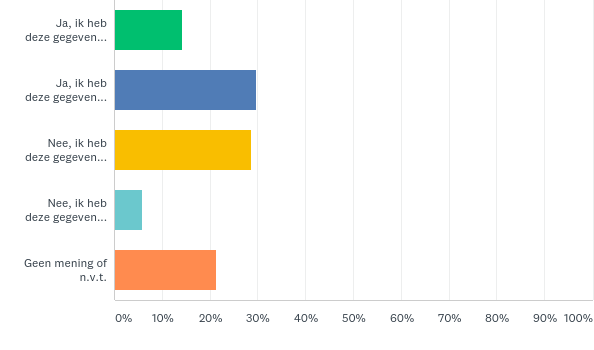 Ja, ik heb
deze gegeven...
Ja, ik heb
deze gegeven...
Nee, ik heb
deze gegeven...
Nee, ik heb
deze gegeven...
Geen mening of
n.v.t.
0% 10% 20% 30% 40% 50% 60% 70% 80% 90% 100%